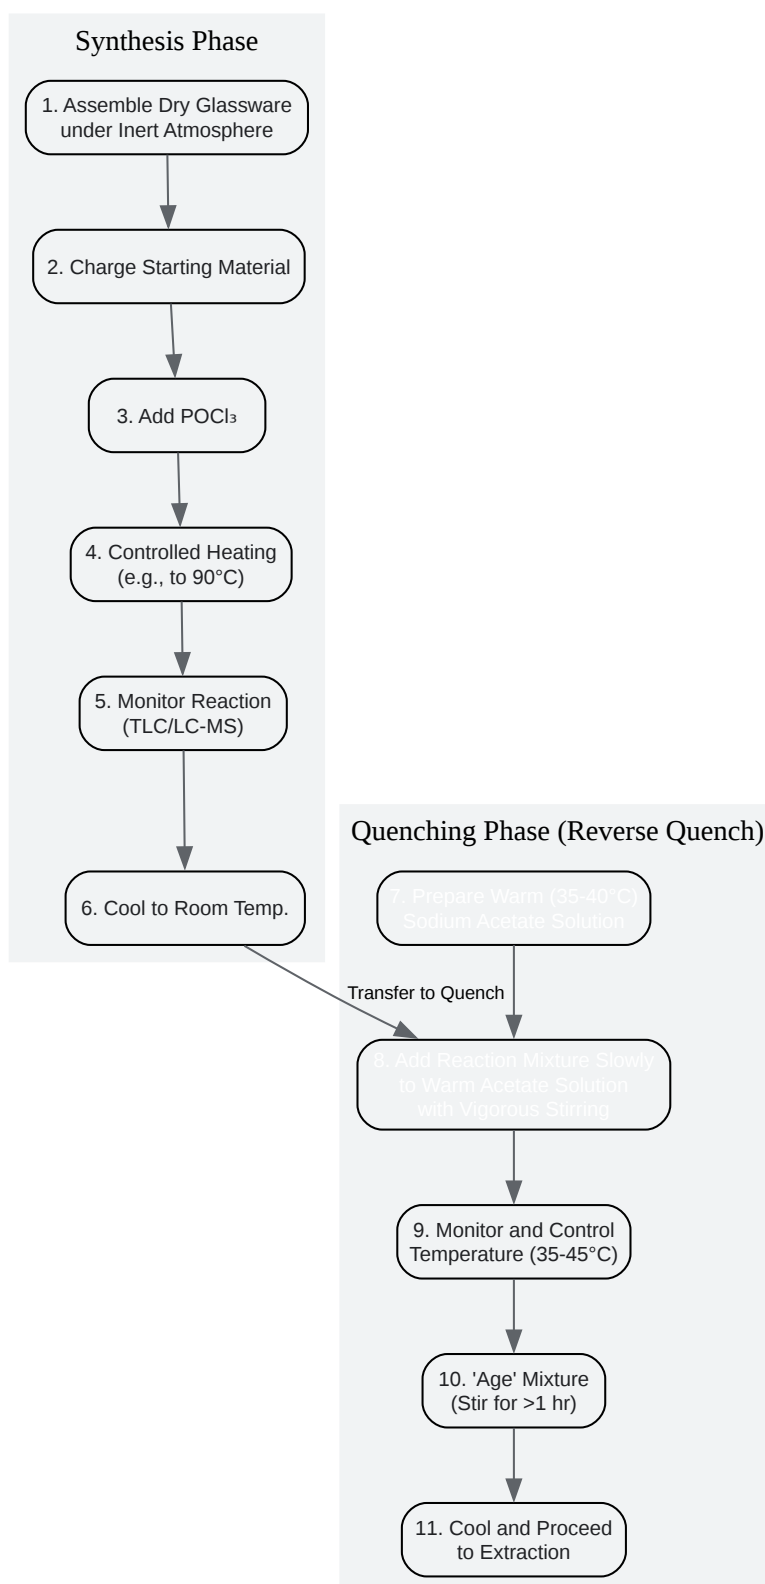 Synthesis Phase
1. Assemble Dry Glassware
under Inert Atmosphere
2. Charge Starting Material
3. Add POCl₃
4. Controlled Heating
(e.g., to 90°C)
5. Monitor Reaction
(TLC/LC-MS)
6. Cool to Room Temp.
Quenching Phase (Reverse Quench)
7. Prepare Warm (35-40°C)
Sodium Acetate Solution
Transfer to Quench
8. Add Reaction Mixture Slowly
to Warm Acetate Solution
with Vigorous Stirring
9. Monitor and Control
Temperature (35-45°C)
10. 'Age' Mixture
(Stir for >1 hr)
11. Cool and Proceed
to Extraction